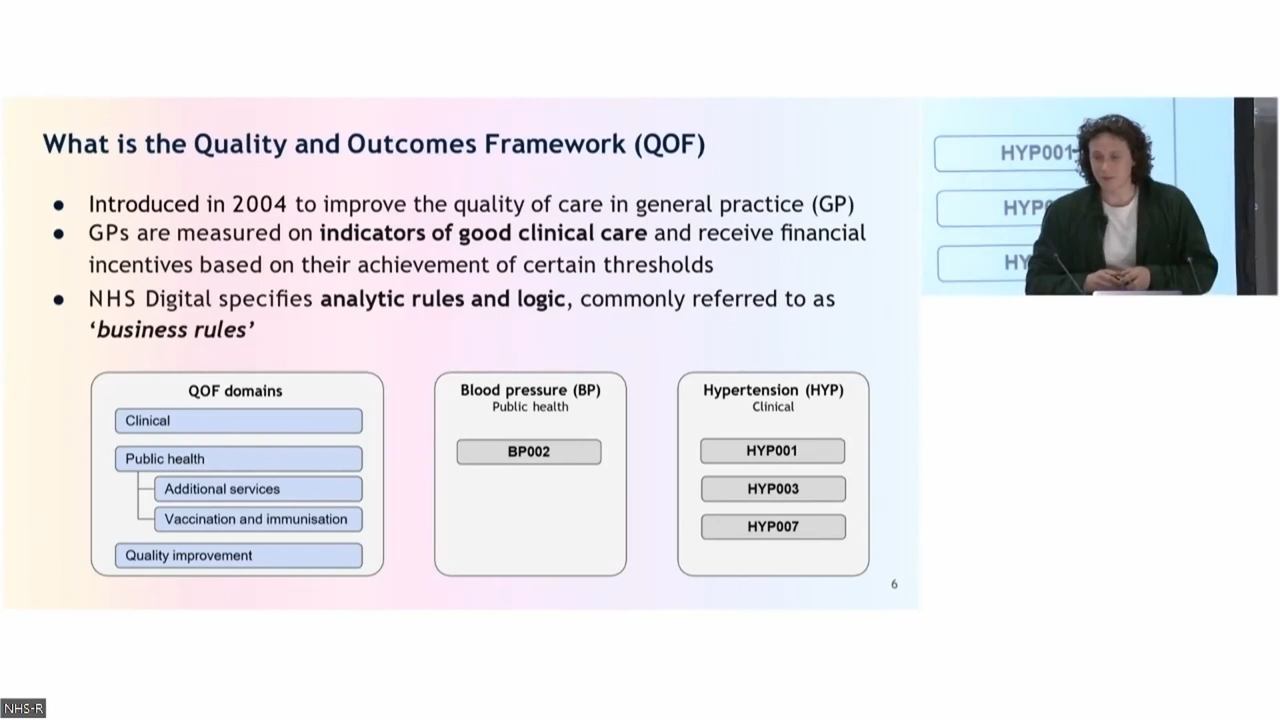 What is the Quality and Outcomes Framework (QOF)
● Introduced in 2004 to improve the quality of care in general practice (GP)
● GPs are measured on indicators of good clinical care and receive financial
incentives based on their achievement of certain thresholds
● NHS Digital specifies analytic rules and logic, commonly referred to as
‘business rules’
QOF domains
Clinical
Public health
Additional services
Vaccination and immunisation
Quality improvement
Blood pressure (BP)
Public health
BP002
Hypertension (HYP)
Clinical
HYP001
HYP003
HYP007
6
HYP001
HYP
HY
NHS-R